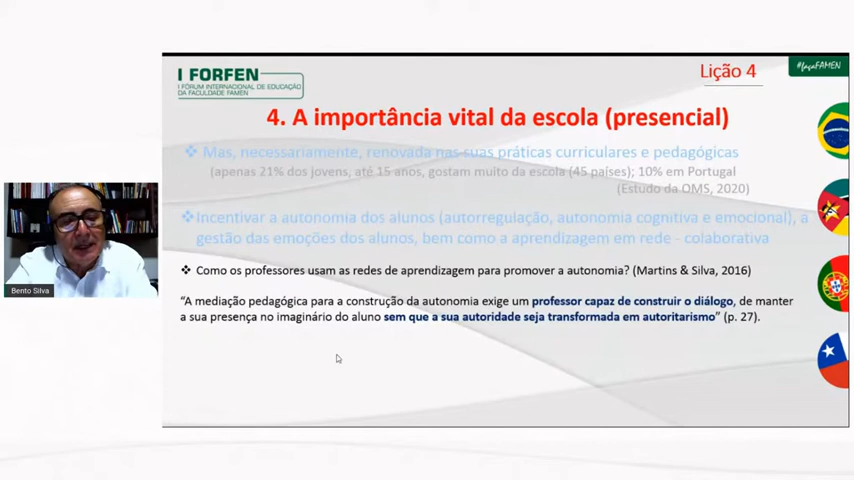 I FORFEN
I FÓRUM INTERNACIONAL DE EDUCAÇÃO
DA FACULDADE FAMEN
Lição 4
#façaFAMEN
4. A importância vital da escola (presencial)
❖ Mas, necessariamente, renovada nas suas práticas curriculares e pedagógicas
(apenas 21% dos jovens, até 15 anos, gostam muito da escola (45 países); 10% em Portugal
(Estudo da OMS, 2020)
❖Incentivar a autonomia dos alunos (autorregulação, autonomia cognitiva e emocional), a
gestão das emoções dos alunos, bem como a aprendizagem em rede - colaborativa
❖ Como os professores usam as redes de aprendizagem para promover a autonomia? (Martins & Silva, 2016)
“A mediação pedagógica para a construção da autonomia exige um professor capaz de construir o diálogo, de manter
a sua presença no imaginário do aluno sem que a sua autoridade seja transformada em autoritarismo” (p. 27).
Bento Silva